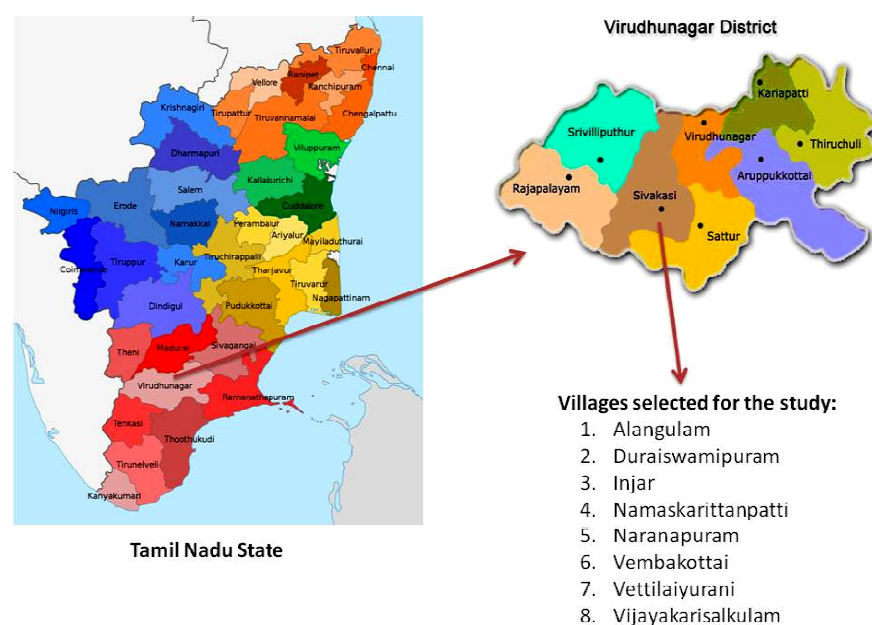 Tiruvallur
Chennai
Ranipet
Vellore
Kanchipuram
Krishnagiri
Tirupattur
Tiruvannamalai
Chengalpattu
Dharmapuri
Viluppuram
Salem
Kallakurichi
Erode
Nilgiris
Namakkal
Cuddalore
Perambalur
Ariyalur
Mayiladuthurai
Coimbatore
Tiruppur
Karur
Tiruchirappalli
Thanjavur
Tiruvarur
Nagapattinam
Dindigul
Pudukkottai
Theni
Madurai
Sivagangai
Virudhunagar
Ramanathapuram
Tenkasi
Thoothukudi
Tirunelveli
Kanyakumari
Tamil Nadu State
Virudhunagar District
Kariapatti
Srivilliputhur
Virudhunagar
Thiruchuli
Rajapalayam
Sivakasi
Aruppukkottai
Sattur
Villages selected for the study:
1. Alangulam
2. Duraiswamipuram
3. Injar
4. Namaskarittanpatti
5. Naranapuram
6. Vembakottai
7. Vettilaiyurani
8. Vijayakarisalkulam